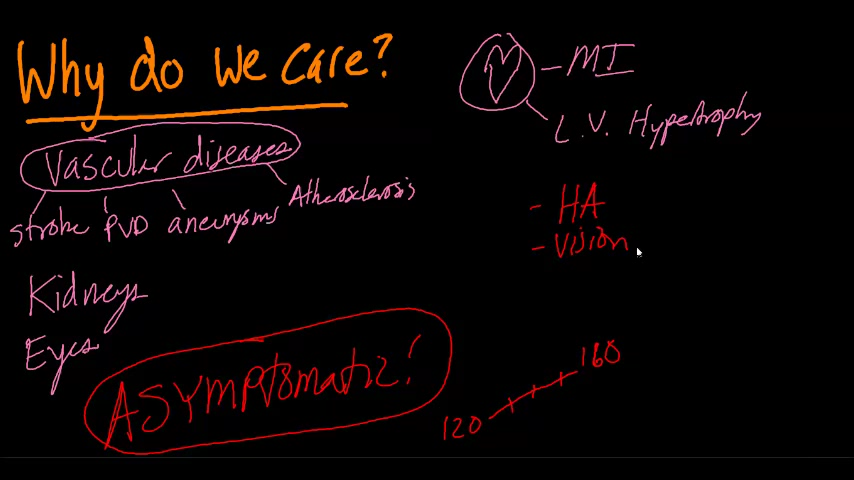 Why do we care?
Vascular diseases
stroke PVD aneurysms Atherosclerosis
Kidneys
Eyes
ASYMPtomatic!
- MI
L.V. Hypertrophy
- HA
- Vision
120
160